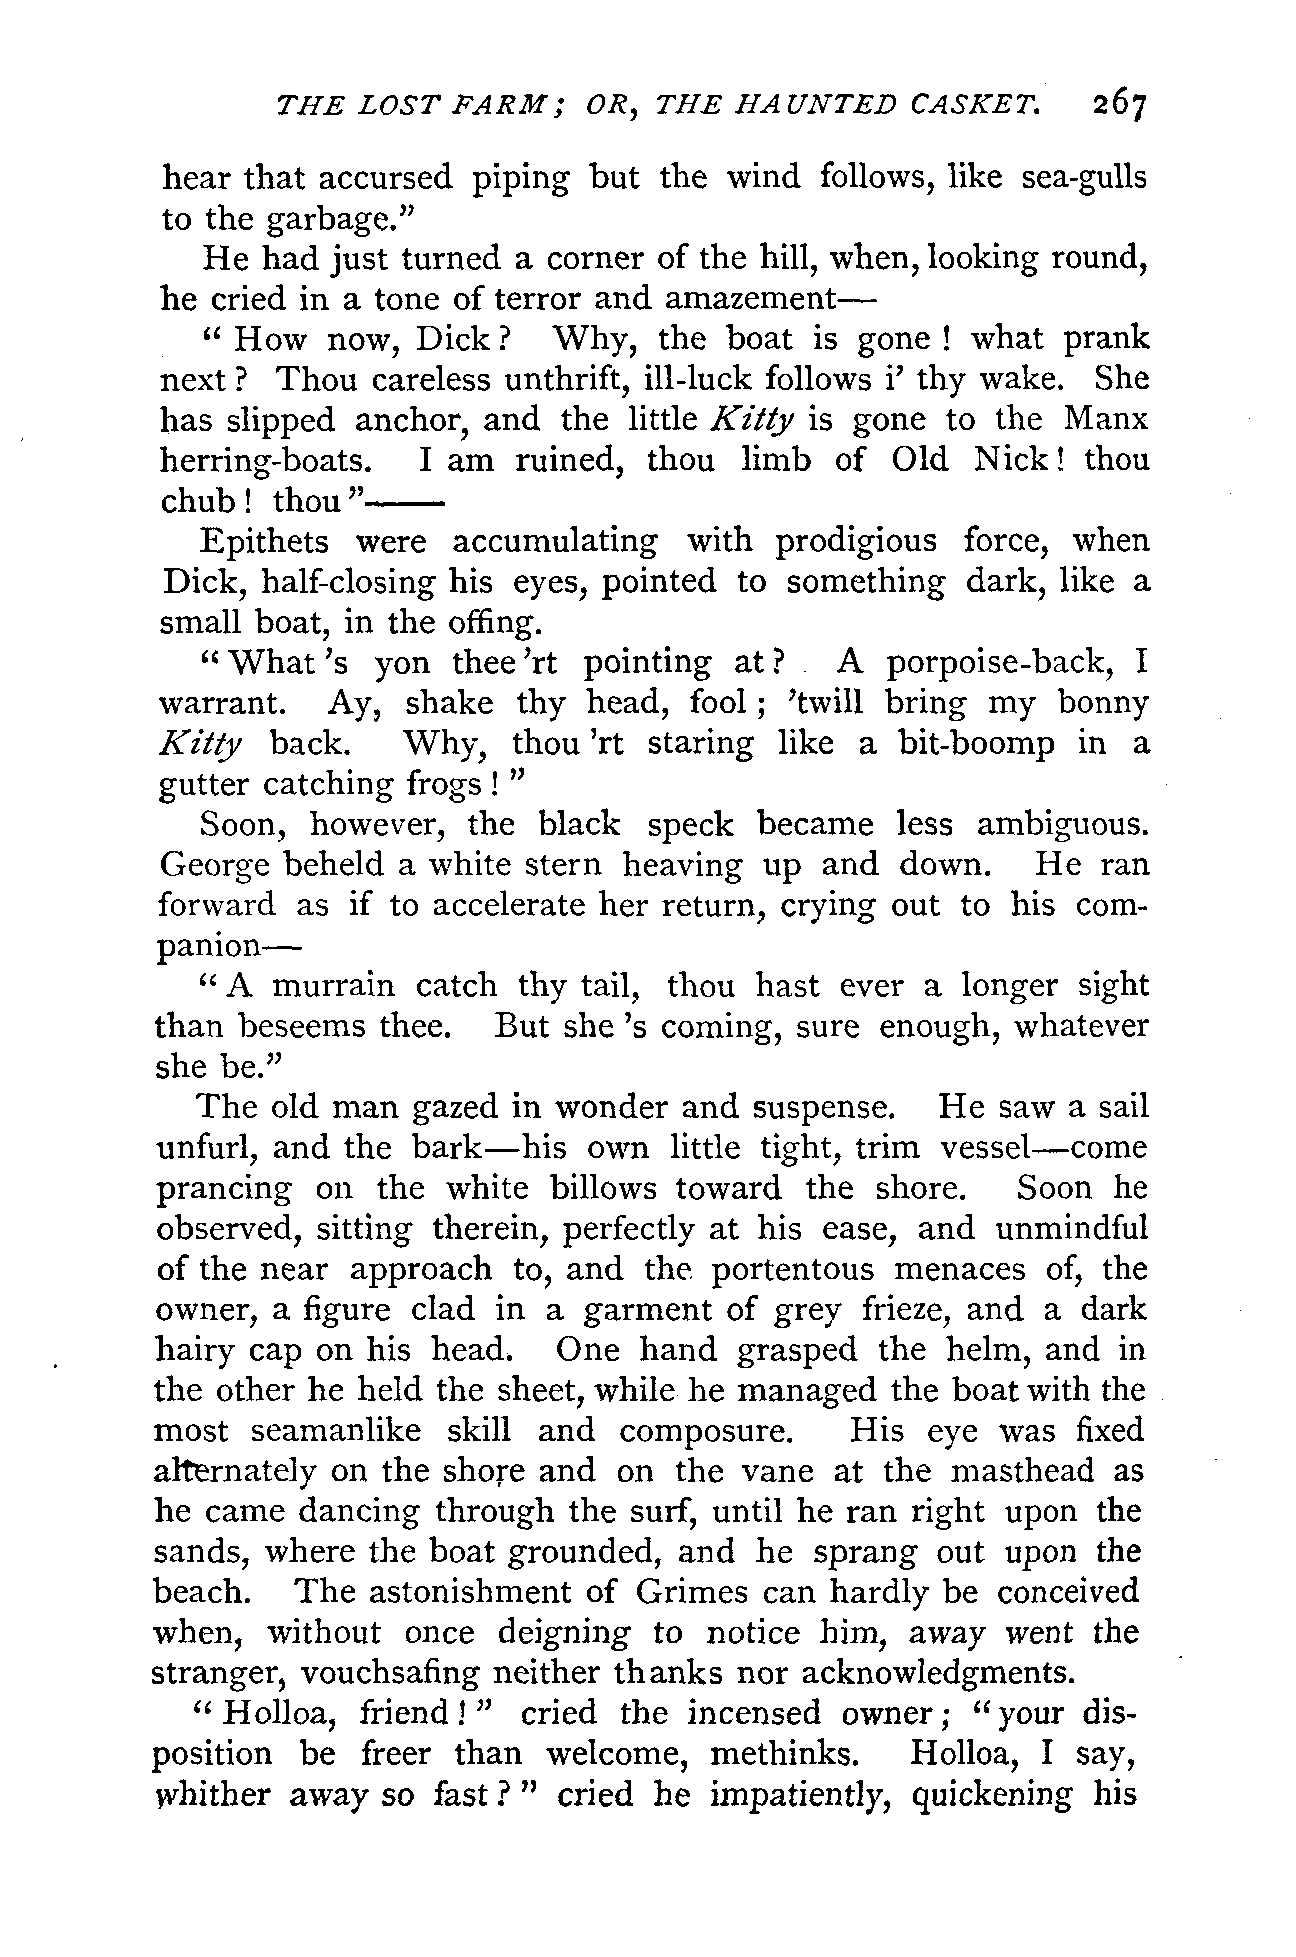 THE LOST FARM; OR, THE HAUNTED CASKET. 267
hear that accursed piping but the wind follows, like sea-gulls
to the garbage.”
He had just turned a corner of the hill, when, looking round,
he cried in a tone of terror and amazement—
“ How now, Dick ? Why, the boat is gone ! what prank
next ? Thou careless unthrift, ill-luck follows i’ thy wake. She
has slipped anchor, and the little Kitty is gone to the Manx
herring-boats. I am ruined, thou limb of Old Nick ! thou
chub ! thou ”——
Epithets were accumulating with prodigious force, when
Dick, half-closing his eyes, pointed to something dark, like a
small boat, in the offing.
“ What ’s yon thee ’rt pointing at ? A porpoise-back, I
warrant. Ay, shake thy head, fool ; ’twill bring my bonny
Kitty back. Why, thou ’rt staring like a bit-boomp in a
gutter catching frogs ! ”
Soon, however, the black speck became less ambiguous.
George beheld a white stern heaving up and down. He ran
forward as if to accelerate her return, crying out to his com-
panion—
“ A murrain catch thy tail, thou hast ever a longer sight
than beseems thee. But she ’s coming, sure enough, whatever
she be.”
The old man gazed in wonder and suspense. He saw a sail
unfurl, and the bark—his own little tight, trim vessel—come
prancing on the white billows toward the shore. Soon he
observed, sitting therein, perfectly at his ease, and unmindful
of the near approach to, and the portentous menaces of, the
owner, a figure clad in a garment of grey frieze, and a dark
hairy cap on his head. One hand grasped the helm, and in
the other he held the sheet, while he managed the boat with the
most seamanlike skill and composure. His eye was fixed
alternately on the shore and on the vane at the masthead as
he came dancing through the surf, until he ran right upon the
sands, where the boat grounded, and he sprang out upon the
beach. The astonishment of Grimes can hardly be conceived
when, without once deigning to notice him, away went the
stranger, vouchsafing neither thanks nor acknowledgments.
“ Holloa, friend ! ” cried the incensed owner ; “ your dis-
position be freer than welcome, methinks. Holloa, I say,
whither away so fast ? ” cried he impatiently, quickening his